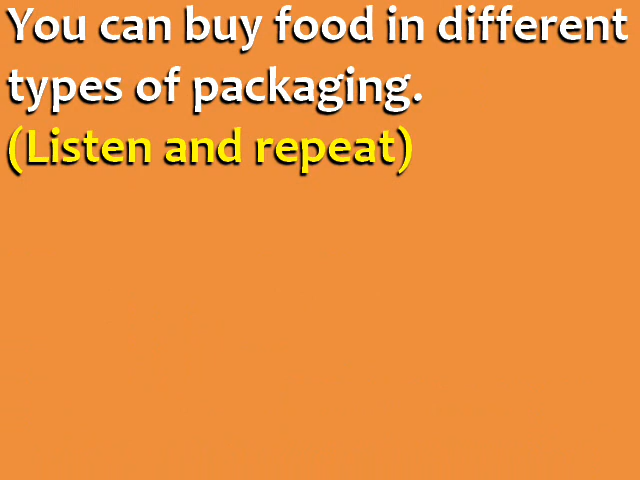 You can buy food in different
types of packaging.
(Listen and repeat)